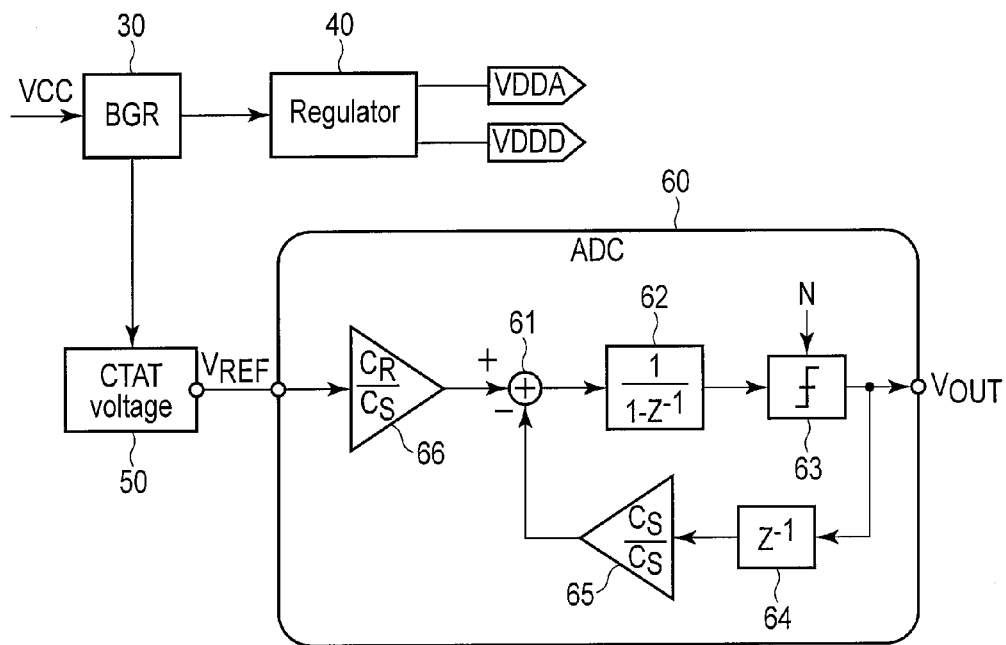 30
40
VCC
BGR
Regulator
VDDA
VDDD
60
ADC
CTAT
voltage
50
VREF
CR
CS
66
+
−
61
62
1
1-Z-1
N
63
VOUT
CS
CS
65
Z-1
64